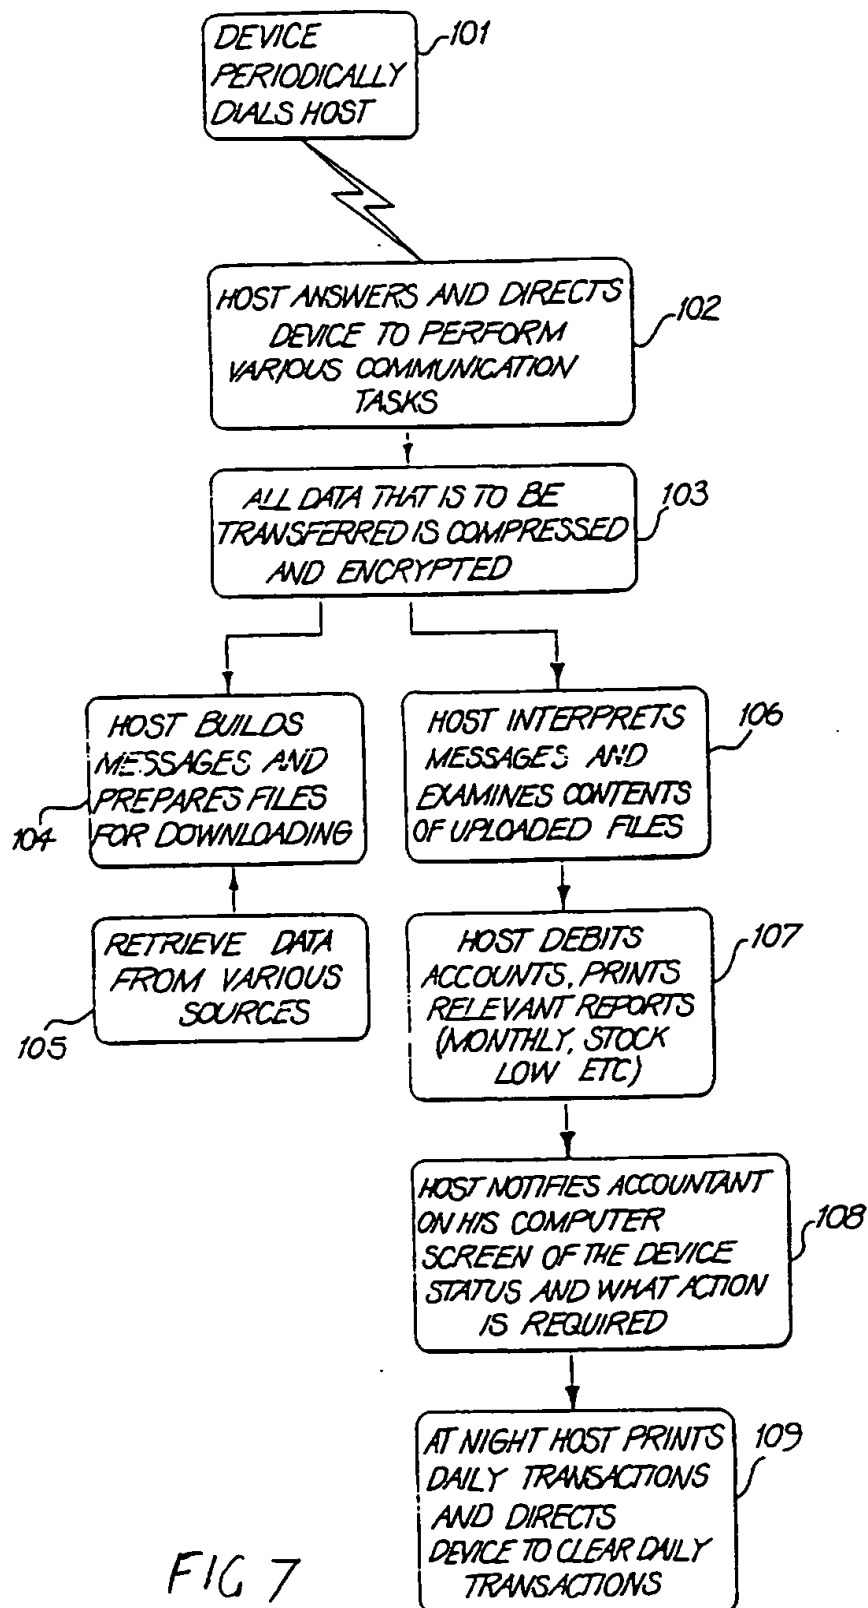 DEVICE
PERIODICALLY
DIALS HOST
101
HOST ANSWERS AND DIRECTS
DEVICE TO PERFORM
VARIOUS COMMUNICATION
TASKS
102
ALL DATA THAT IS TO BE
TRANSFERRED IS COMPRESSED
AND ENCRYPTED
103
HOST BUILDS
MESSAGES AND
PREPARES FILES
FOR DOWNLOADING
104
RETRIEVE DATA
FROM VARIOUS
SOURCES
105
HOST INTERPRETS
MESSAGES AND
EXAMINES CONTENTS
OF UPLOADED FILES
106
HOST DEBITS
ACCOUNTS, PRINTS
RELEVANT REPORTS
(MONTHLY, STOCK
LOW ETC)
107
HOST NOTIFIES ACCOUNTANT
ON HIS COMPUTER
SCREEN OF THE DEVICE
STATUS AND WHAT ACTION
IS REQUIRED
108
AT NIGHT HOST PRINTS
DAILY TRANSACTIONS
AND DIRECTS
DEVICE TO CLEAR DAILY
TRANSACTIONS
109
FIG 7